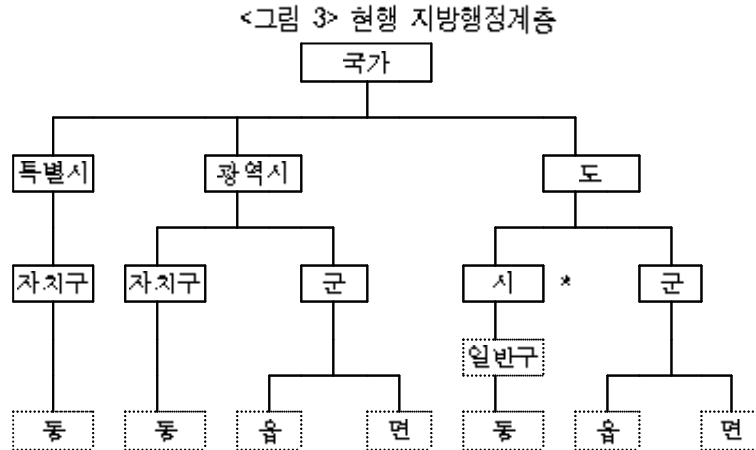 <그림 3> 현행 지방행정계층
국가
특별시 광역시 도
자치구 자치구 군 시 * 군
일반구
동 동 읍 면 동 읍 면